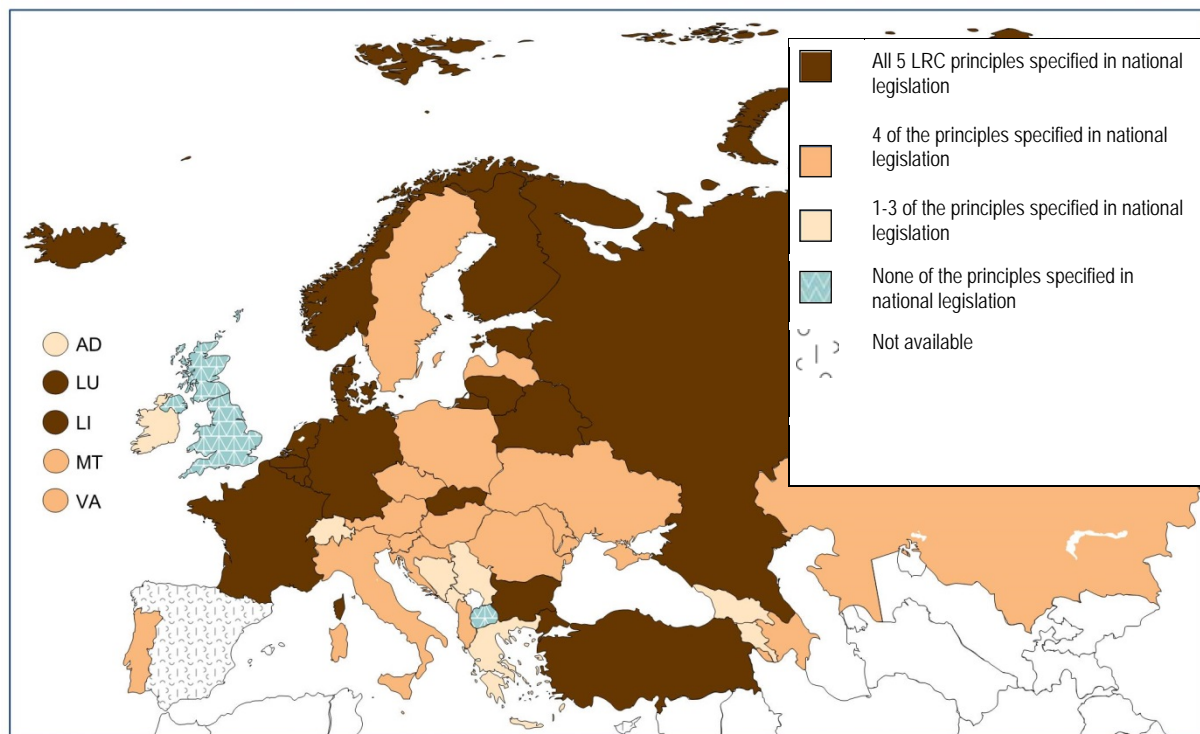 All 5 LRC principles specified in national
legislation
4 of the principles specified in national
legislation
1-3 of the principles specified in national
legislation
None of the principles specified in
national legislation
Not available
AD
LU
LI
MT
VA